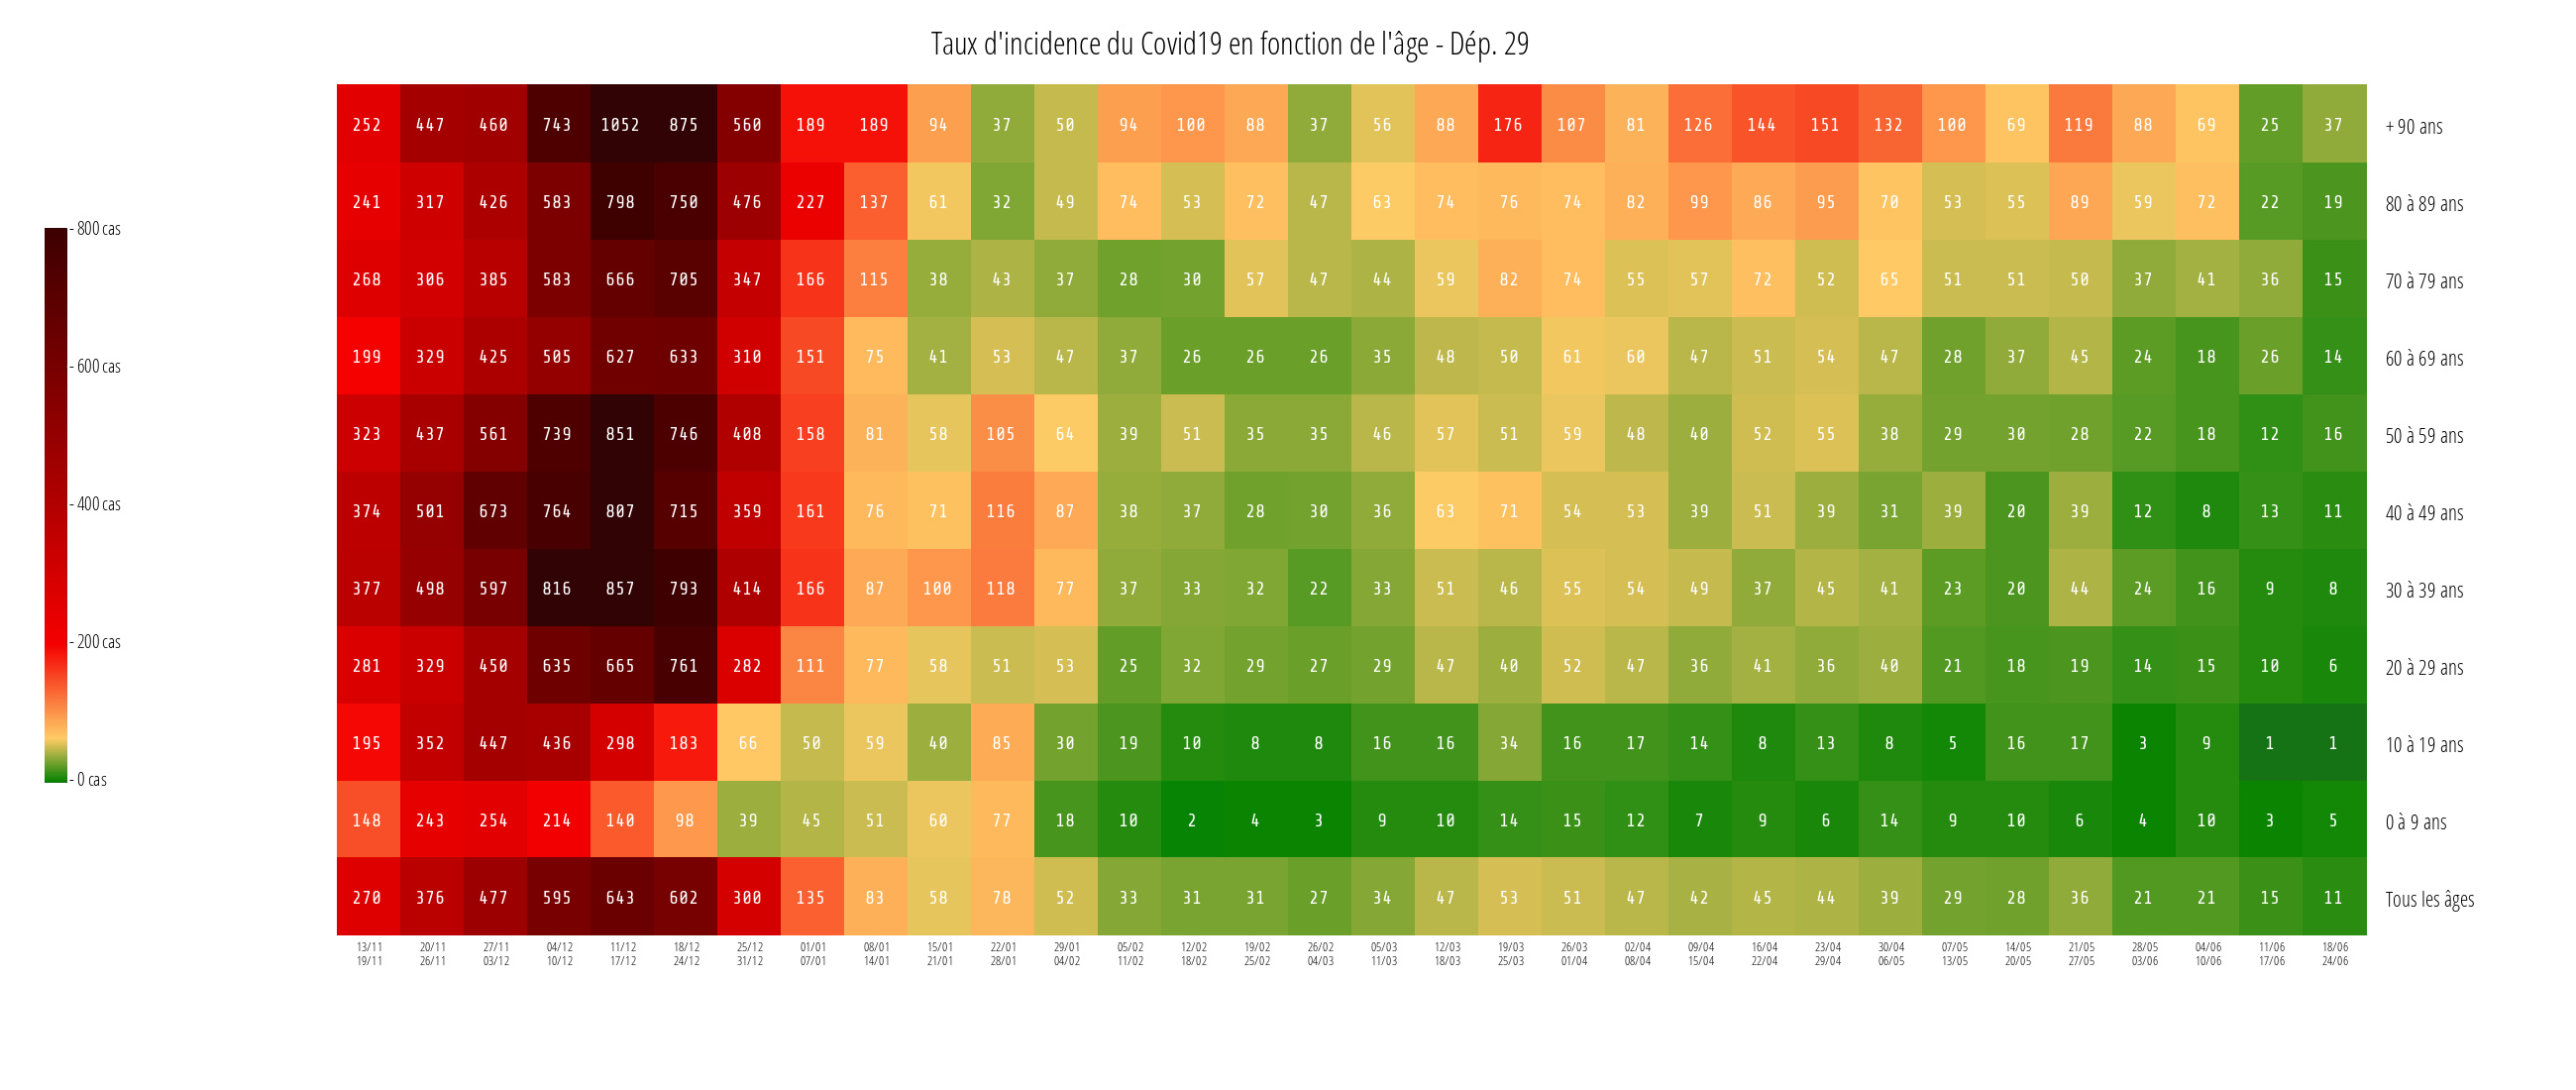 Taux d'incidence du Covid19 en fonction de l'âge - Dép. 29
- 800 cas
- 600 cas
- 400 cas
- 200 cas
- 0 cas
252 447 460 743 1052 875 560 189 189 94 37 50 94 100 88 37 56 88 176 107 81 126 144 151 132 100 69 119 88 69 25 37 + 90 ans
241 317 426 583 798 750 476 227 137 61 32 49 74 53 72 47 63 74 76 74 82 99 86 95 70 53 55 89 59 72 22 19 80 à 89 ans
268 306 385 583 666 705 347 166 115 38 43 37 28 30 57 47 44 59 82 74 55 57 72 52 65 51 51 50 37 41 36 15 70 à 79 ans
199 329 425 505 627 633 310 151 75 41 53 47 37 26 26 26 35 48 50 61 60 47 51 54 47 28 37 45 24 18 26 14 60 à 69 ans
323 437 561 739 851 746 408 158 81 58 105 64 39 51 35 35 46 57 51 59 48 40 52 55 38 29 30 28 22 18 12 16 50 à 59 ans
374 501 673 764 807 715 359 161 76 71 116 87 38 37 28 30 36 63 71 54 53 39 51 39 31 39 20 39 12 8 13 11 40 à 49 ans
377 498 597 816 857 793 414 166 87 100 118 77 37 33 32 22 33 51 46 55 54 49 37 45 41 23 20 44 24 16 9 8 30 à 39 ans
281 329 450 635 665 761 282 111 77 58 51 53 25 32 29 27 29 47 40 52 47 36 41 36 40 21 18 19 14 15 10 6 20 à 29 ans
195 352 447 436 298 183 66 50 59 40 85 30 19 10 8 8 16 16 34 16 17 14 8 13 8 5 16 17 3 9 1 1 10 à 19 ans
148 243 254 214 140 98 39 45 51 60 77 18 10 2 4 3 9 10 14 15 12 7 9 6 14 9 10 6 4 10 3 5 0 à 9 ans
270 376 477 595 643 602 300 135 83 58 78 52 33 31 31 27 34 47 53 51 47 42 45 44 39 29 28 36 21 21 15 11 Tous les âges
13/11 20/11 27/11 04/12 11/12 18/12 25/12 01/01 08/01 15/01 22/01 29/01 05/02 12/02 19/02 26/02 05/03 12/03 19/03 26/03 02/04 09/04 16/04 23/04 30/04 07/05 14/05 21/05 28/05 04/06 11/06 18/06
19/11 26/11 03/12 10/12 17/12 24/12 31/12 07/01 14/01 21/01 28/01 04/02 11/02 18/02 25/02 04/03 11/03 18/03 25/03 01/04 08/04 15/04 22/04 29/04 06/05 13/05 20/05 27/05 03/06 10/06 17/06 24/06